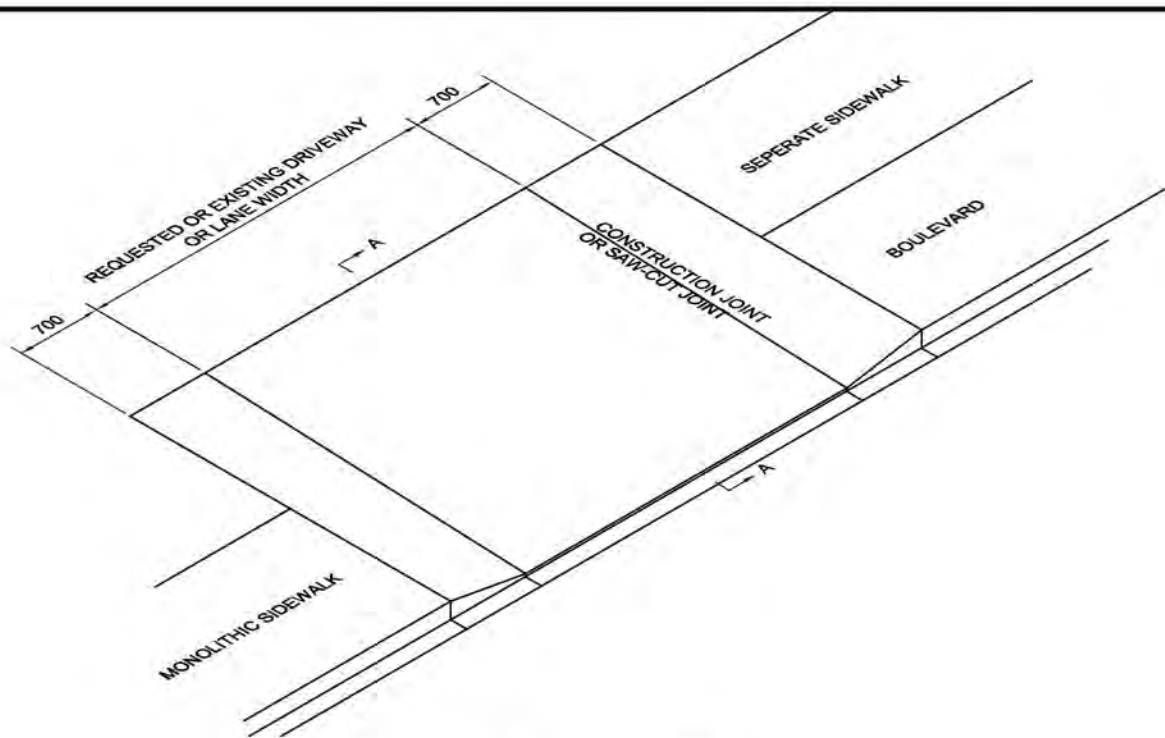 700
SEPERATE SIDEWALK
REQUESTED OR EXISTING DRIVEWAY
OR LANE WIDTH
BOULEVARD
A
CONSTRUCTION JOINT
OR SAW-CUT JOINT
700
A
MONOLITHIC SIDEWALK